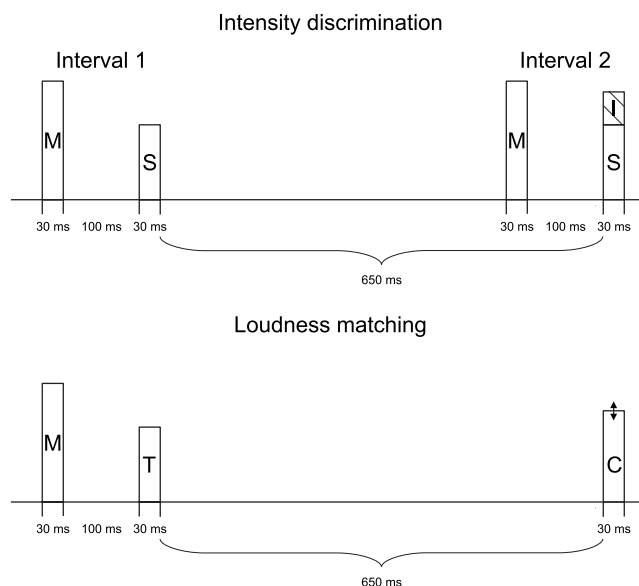 Intensity discrimination
Interval 1 Interval 2
I
M M
S S
30 ms 100 ms 30 ms 30 ms 100 ms 30 ms
650 ms
Loudness matching
M
T C
30 ms 100 ms 30 ms 30 ms
650 ms